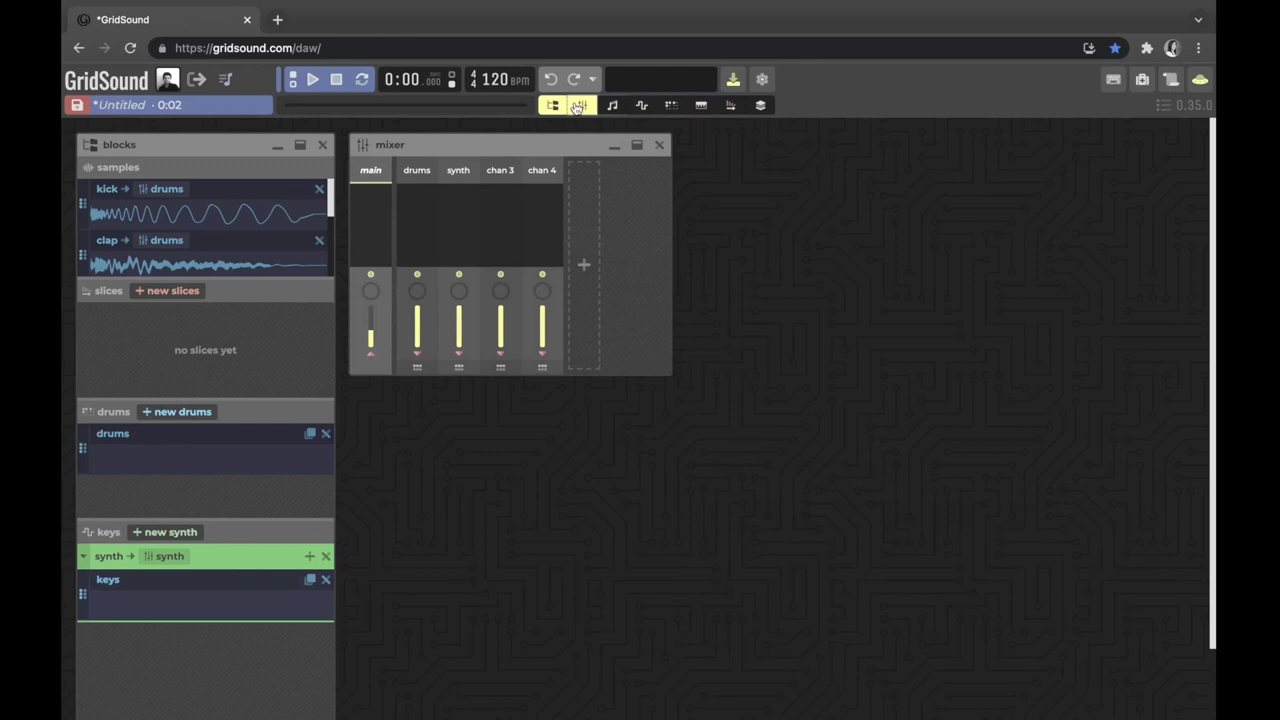 *GridSound
https://gridsound.com/daw/
GridSound
0:00 SEC .000
4 4 120 BPM
*Untitled · 0:02
0.35.0
blocks
samples
kick drums
clap drums
slices + new slices
no slices yet
drums + new drums
drums
keys + new synth
synth synth
keys
mixer
main drums synth chan 3 chan 4